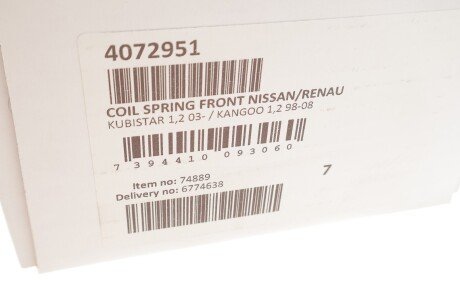 4072951
COIL SPRING FRONT NISSAN/RENAU
KUBISTAR 1,2 03- / KANGOO 1,2 98-08
7 394410 093060
7
Item no: 74889
Delivery no: 6774638